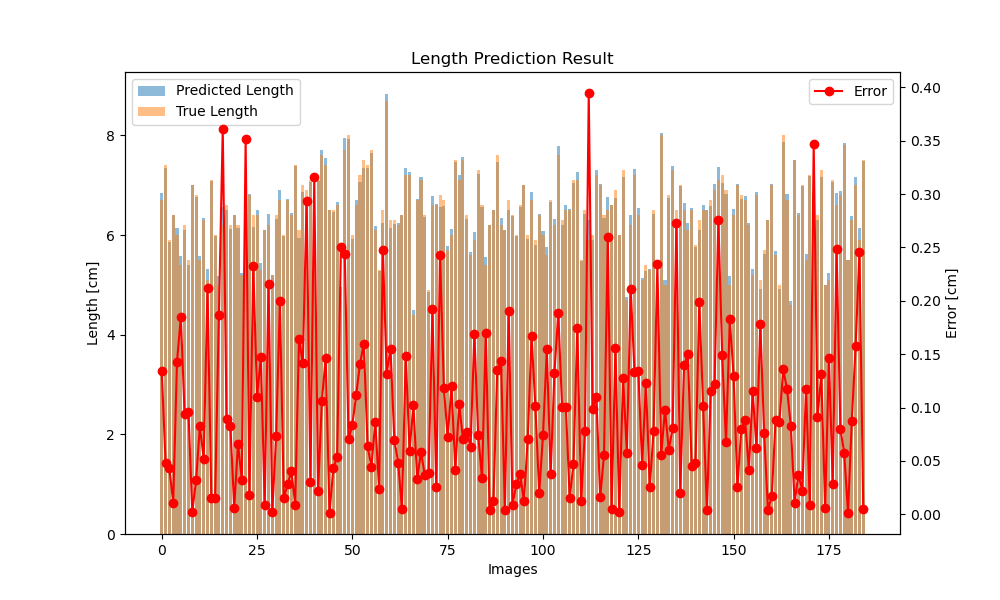 Length Prediction Result
Predicted Length
True Length
Error
8
6
4
2
0
Length [cm]
0.40
0.35
0.30
0.25
0.20
0.15
0.10
0.05
0.00
Error [cm]
0 25 50 75 100 125 150 175
Images